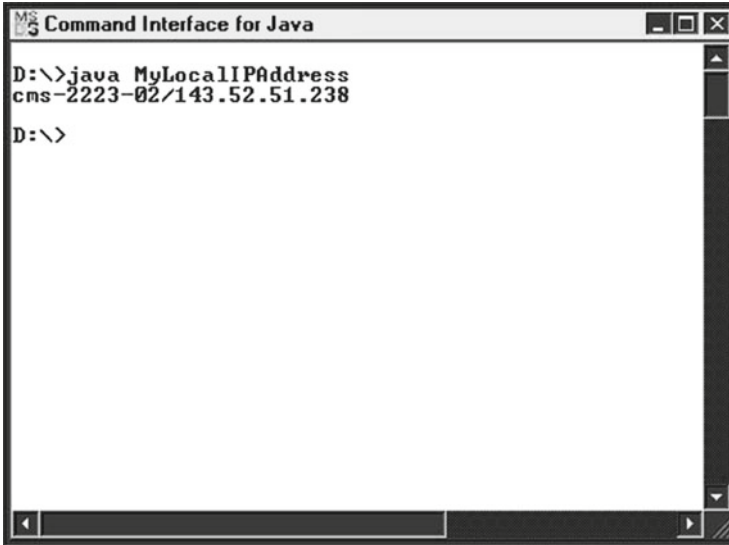 Command Interface for Java
D:\>java MyLocalIPAddress
cms-2223-02/143.52.51.238
D:\>